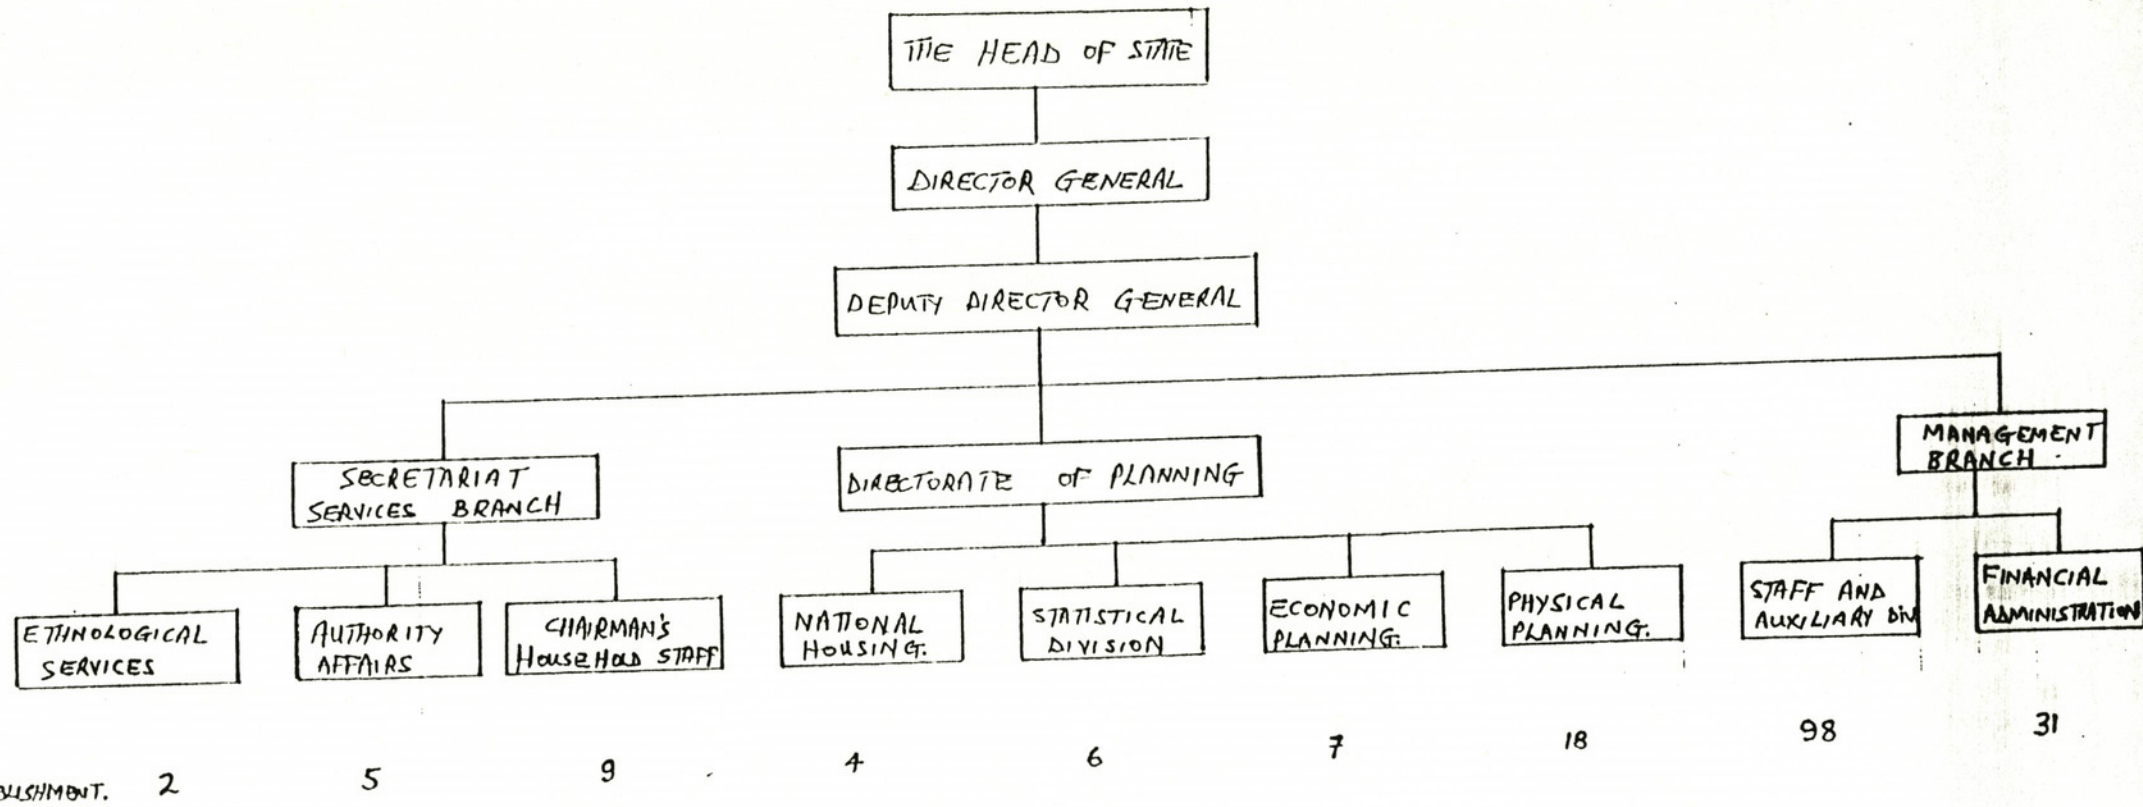 THE HEAD OF STATE
DIRECTOR GENERAL
DEPUTY DIRECTOR GENERAL
SECRETARIAT
SERVICES BRANCH
DIRECTORATE OF PLANNING
MANAGEMENT
BRANCH
ETHNOLOGICAL
SERVICES
AUTHORITY
AFFAIRS
CHAIRMAN'S
HOUSEHOLD STAFF
NATIONAL
HOUSING.
STATISTICAL
DIVISION
ECONOMIC
PLANNING.
PHYSICAL
PLANNING.
STAFF AND
AUXILIARY DIV
FINANCIAL
ADMINISTRATION
2 5 9 4 6 7 18 98 31